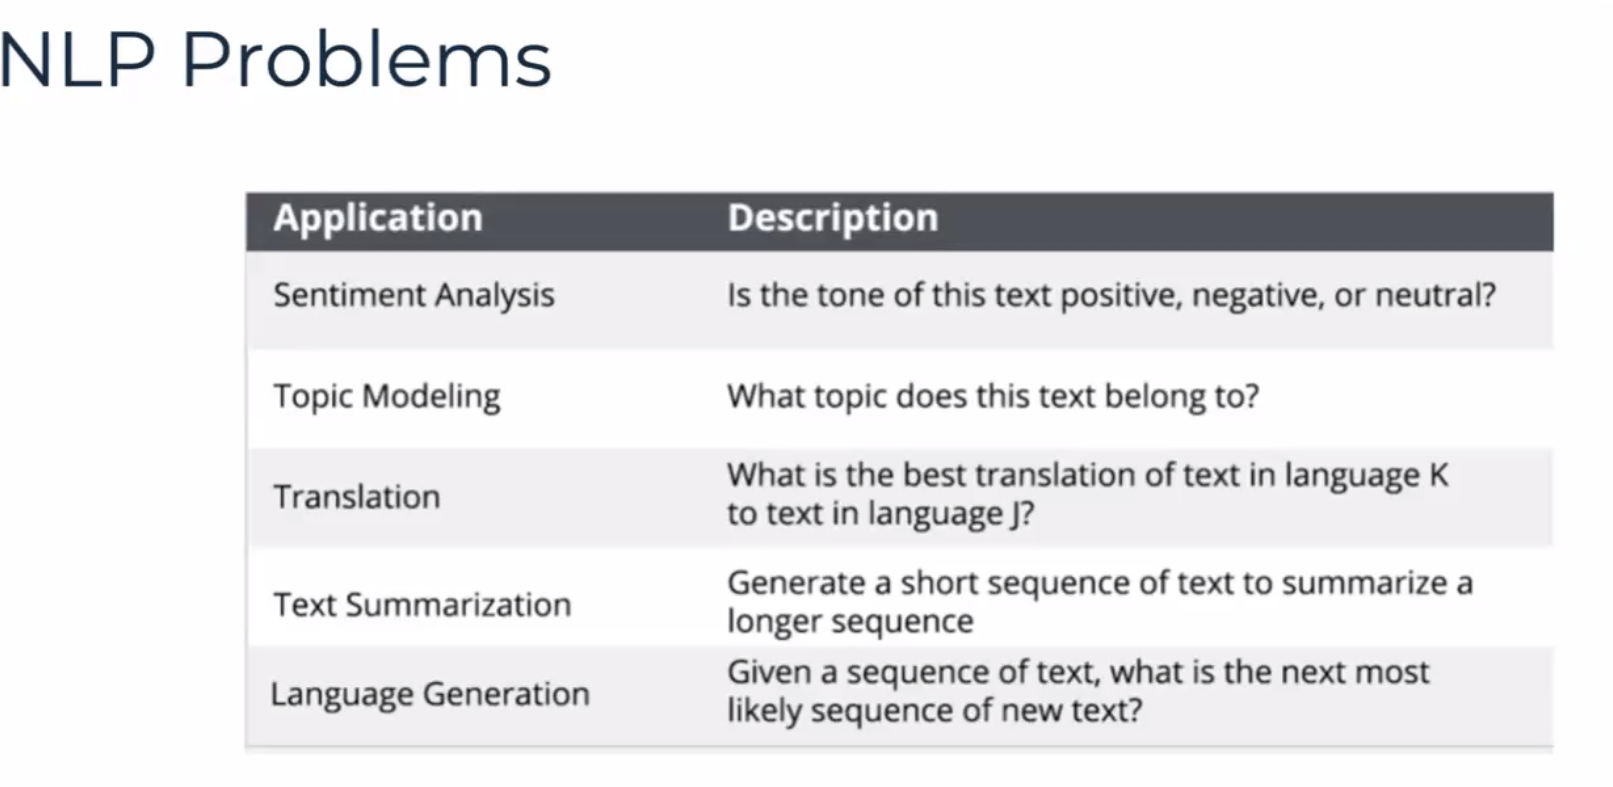 NLP Problems
Application Description
Sentiment Analysis Is the tone of this text positive, negative, or neutral?
Topic Modeling What topic does this text belong to?
Translation What is the best translation of text in language K
to text in language J?
Text Summarization Generate a short sequence of text to summarize a
longer sequence
Language Generation Given a sequence of text, what is the next most
likely sequence of new text?